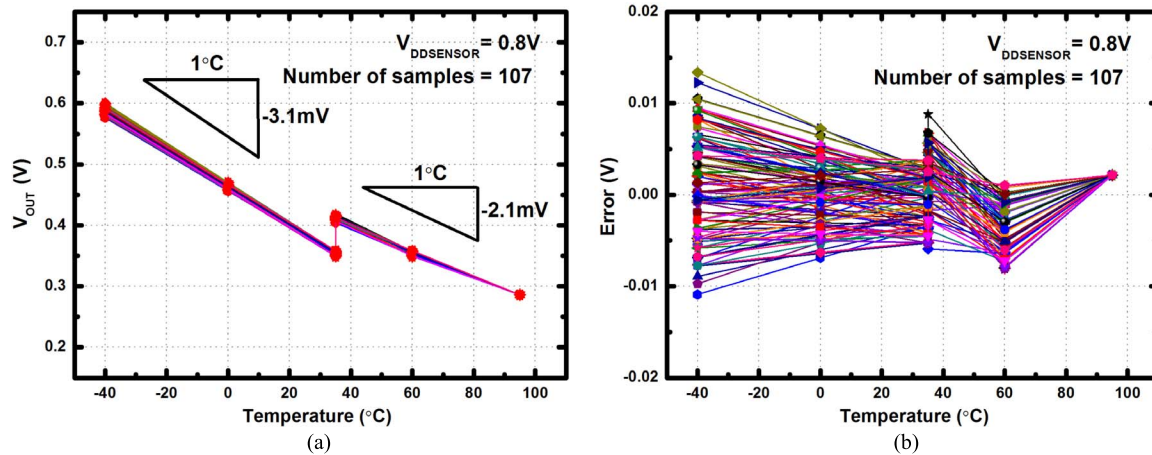 V_DDSENSOR = 0.8V
Number of samples = 107
1°C
-3.1mV
1°C
-2.1mV
0.7
0.6
0.5
0.4
0.3
0.2
V_OUT (V)
-40 -20 0 20 40 60 80 100
Temperature (°C)
(a)
V_DDSENSOR = 0.8V
Number of samples = 107
0.02
0.01
0.00
-0.01
-0.02
Error (V)
-40 -20 0 20 40 60 80 100
Temperature (°C)
(b)